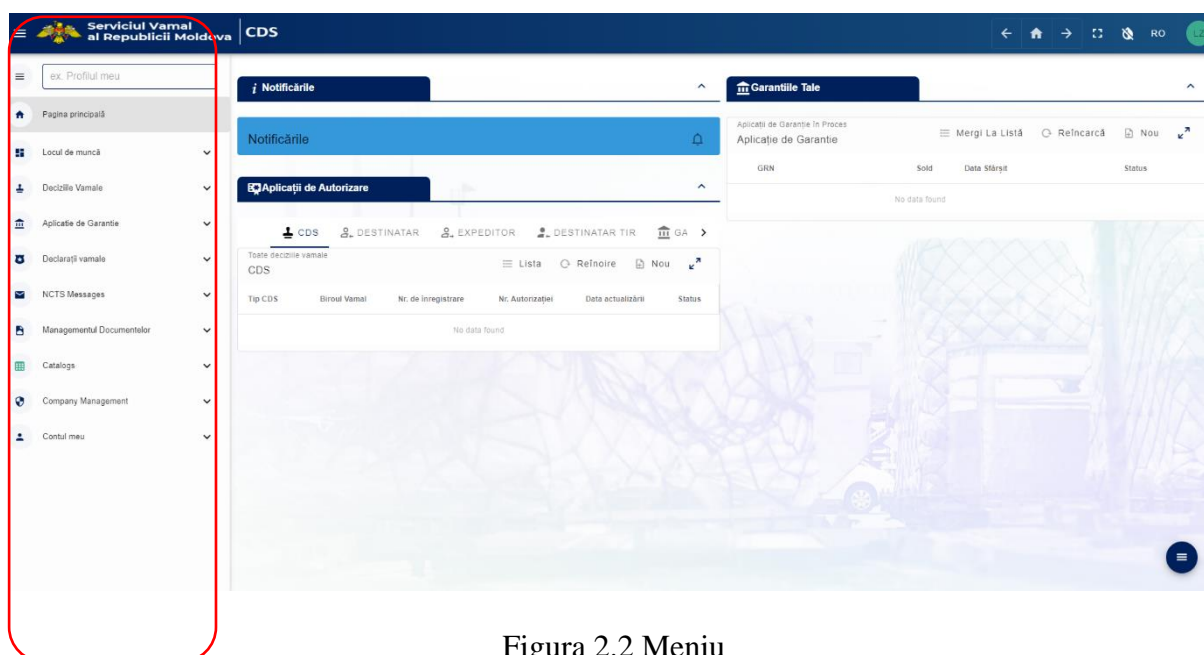 Serviciul Vamal
al Republicii Moldova
CDS
RO
LZ
ex. Profilul meu
Pagina principală
Locul de muncă
Deciziile Vamale
Aplicatie de Garantie
Declarații vamale
NCTS Messages
Managementul Documentelor
Catalogs
Company Management
Contul meu
i Notificările
Notificările
Aplicații de Autorizare
CDS DESTINATAR EXPEDITOR DESTINATAR TIR GA
Toate deciziile vamale
CDS
Lista Reînoire Nou
Tip CDS Biroul Vamal Nr. de înregistrare Nr. Autorizației Data actualizării Status
No data found
Garantiile Tale
Aplicații de Garanție în Proces
Aplicație de Garantie
Mergi La Listă Reîncarcă Nou
GRN Sold Data Sfârșit Status
No data found
Figura 2.2 Meniu